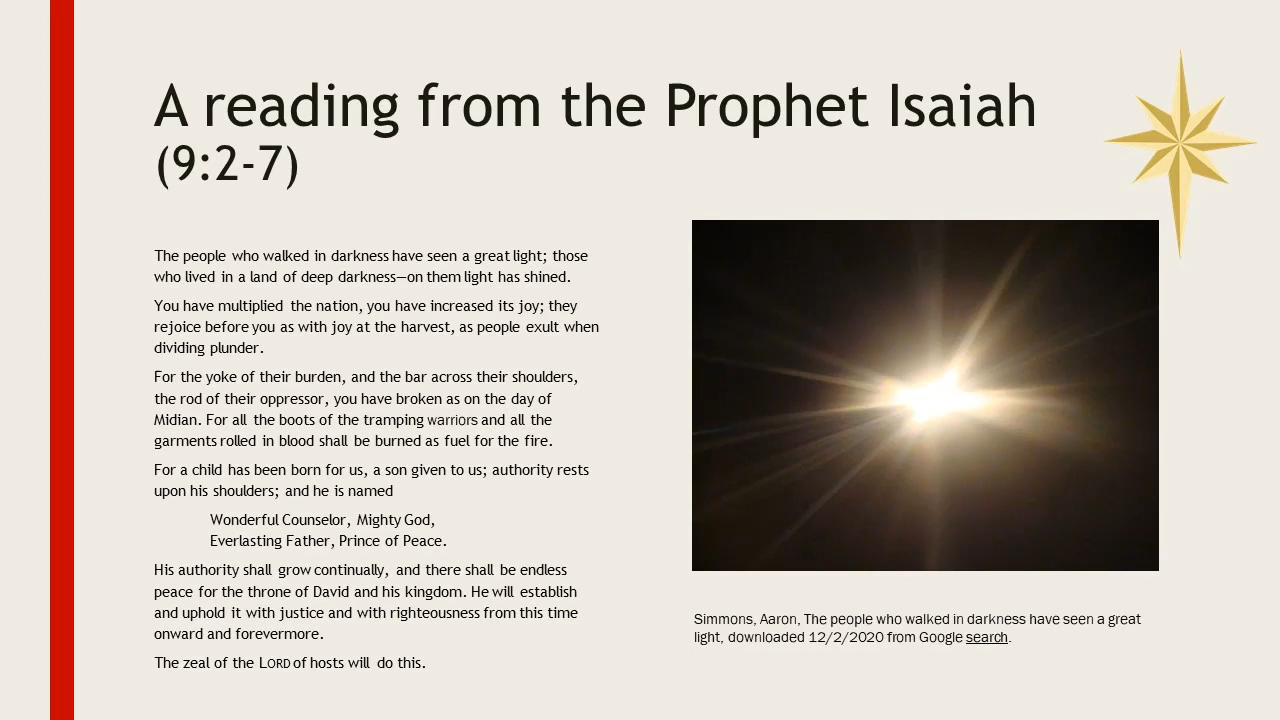 A reading from the Prophet Isaiah
(9:2-7)
The people who walked in darkness have seen a great light; those
who lived in a land of deep darkness—on them light has shined.
You have multiplied the nation, you have increased its joy; they
rejoice before you as with joy at the harvest, as people exult when
dividing plunder.
For the yoke of their burden, and the bar across their shoulders,
the rod of their oppressor, you have broken as on the day of
Midian. For all the boots of the tramping warriors and all the
garments rolled in blood shall be burned as fuel for the fire.
For a child has been born for us, a son given to us; authority rests
upon his shoulders; and he is named
Wonderful Counselor, Mighty God,
Everlasting Father, Prince of Peace.
His authority shall grow continually, and there shall be endless
peace for the throne of David and his kingdom. He will establish
and uphold it with justice and with righteousness from this time
onward and forevermore.
The zeal of the LORD of hosts will do this.
Simmons, Aaron, The people who walked in darkness have seen a great
light, downloaded 12/2/2020 from Google search.